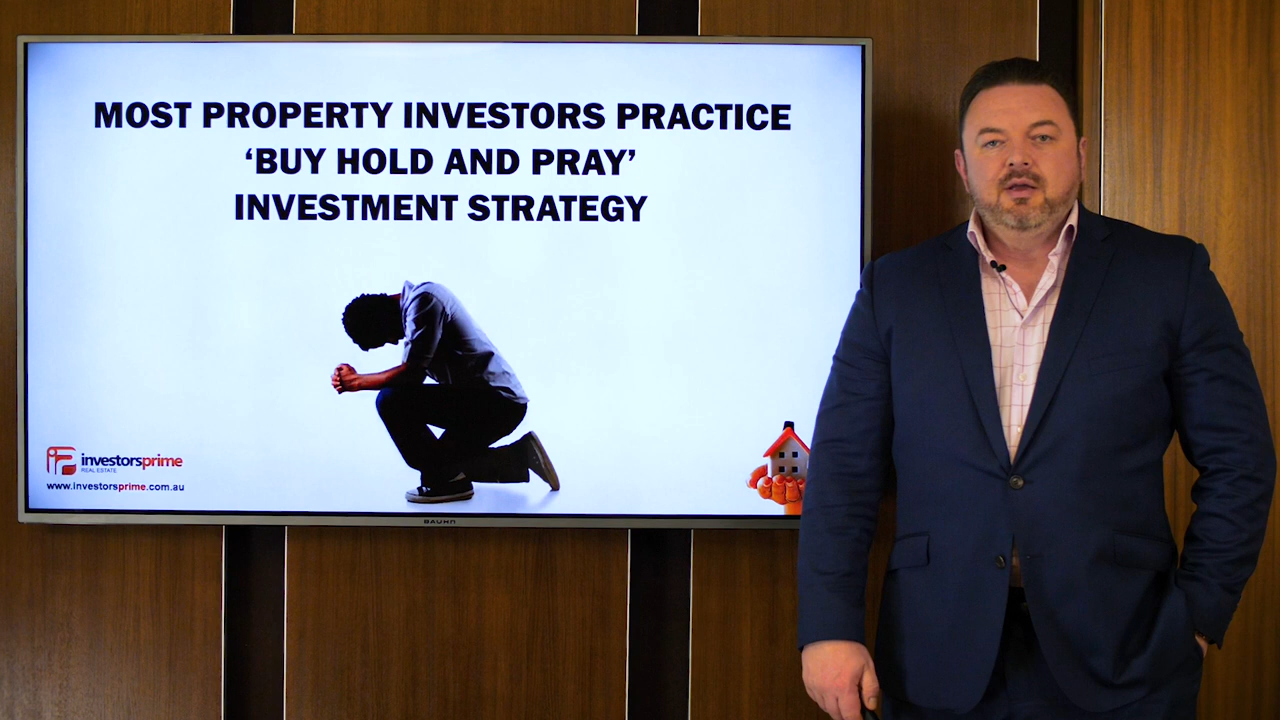 MOST PROPERTY INVESTORS PRACTICE
‘BUY HOLD AND PRAY’
INVESTMENT STRATEGY
investorsprime
REAL ESTATE
www.investorsprime.com.au
BAUHN